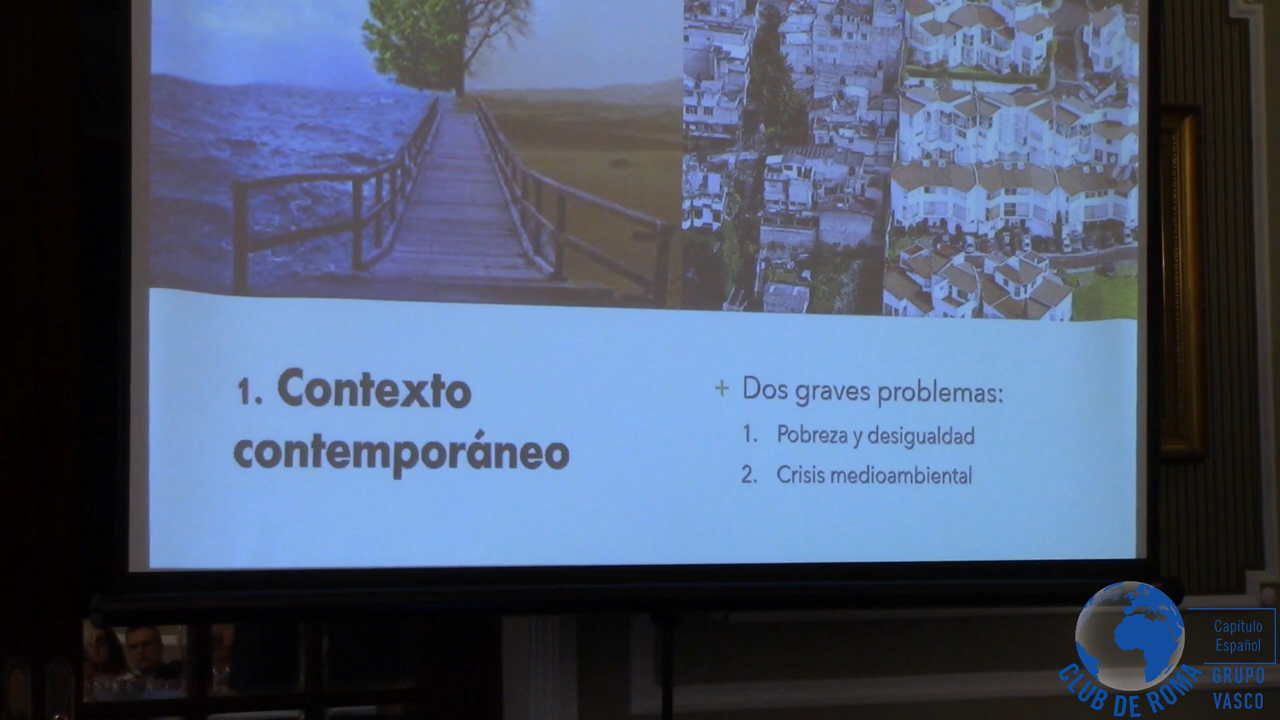 1. Contexto
contemporáneo
+ Dos graves problemas:
1. Pobreza y desigualdad
2. Crisis medioambiental
CLUB DE ROMA
Capítulo
Español
GRUPO
VASCO